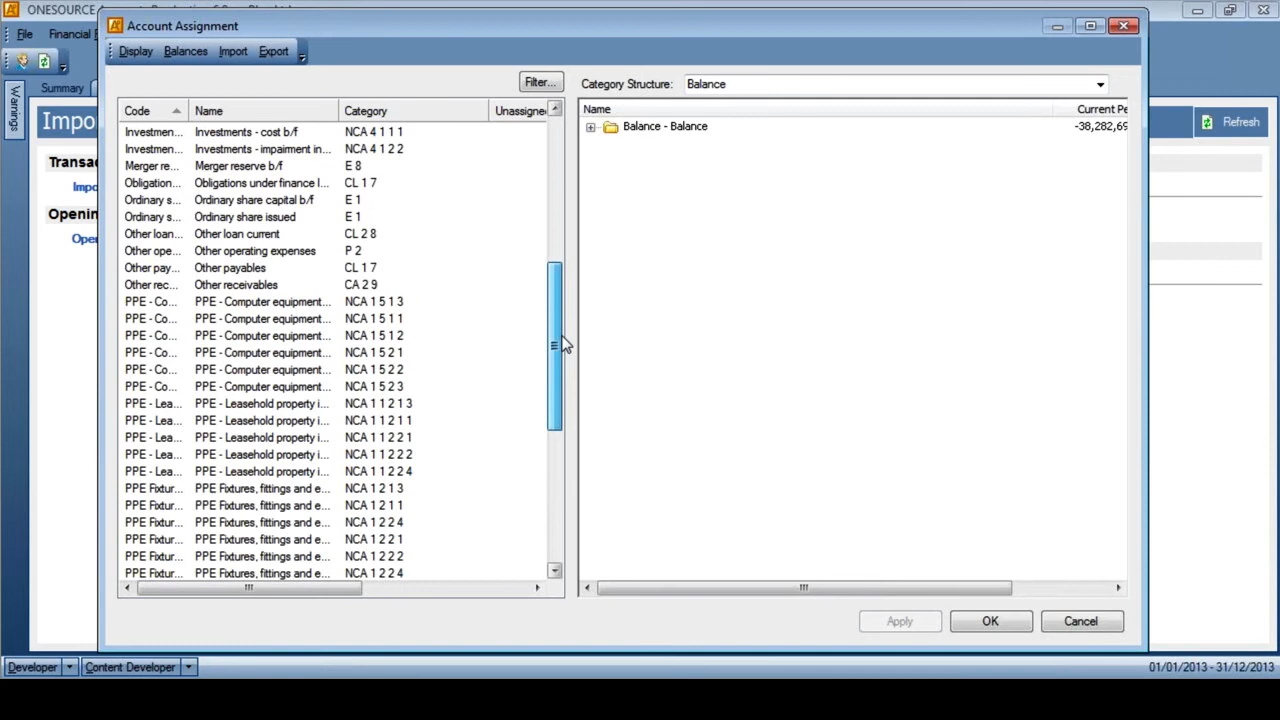 ONESOURCE
Account Assignment
File Financial
Display Balances Import Export
Summary
Warnings
Filter...
Category Structure: Balance
Code Name Category Unassigned
Name Current Pe
Impo
Refresh
Transac
Impo
Openin
Ope
Balance - Balance -38,282,69
Investmen... Investments - cost b/f NCA 4 1 1 1
Investmen... Investments - impairment in... NCA 4 1 2 2
Merger re... Merger reserve b/f E 8
Obligation... Obligations under finance l... CL 1 7
Ordinary s... Ordinary share capital b/f E 1
Ordinary s... Ordinary share issued E 1
Other loan... Other loan current CL 2 8
Other ope... Other operating expenses P 2
Other pay... Other payables CL 1 7
Other rec... Other receivables CA 2 9
PPE - Co... PPE - Computer equipment... NCA 1 5 1 3
PPE - Co... PPE - Computer equipment... NCA 1 5 1 1
PPE - Co... PPE - Computer equipment... NCA 1 5 1 2
PPE - Co... PPE - Computer equipment... NCA 1 5 2 1
PPE - Co... PPE - Computer equipment... NCA 1 5 2 2
PPE - Co... PPE - Computer equipment... NCA 1 5 2 3
PPE - Lea... PPE - Leasehold property i... NCA 1 1 2 1 3
PPE - Lea... PPE - Leasehold property i... NCA 1 1 2 1 1
PPE - Lea... PPE - Leasehold property i... NCA 1 1 2 2 1
PPE - Lea... PPE - Leasehold property i... NCA 1 1 2 2 2
PPE - Lea... PPE - Leasehold property i... NCA 1 1 2 2 4
PPE Fixtur... PPE Fixtures, fittings and e... NCA 1 2 1 3
PPE Fixtur... PPE Fixtures, fittings and e... NCA 1 2 1 1
PPE Fixtur... PPE Fixtures, fittings and e... NCA 1 2 2 4
PPE Fixtur... PPE Fixtures, fittings and e... NCA 1 2 2 1
PPE Fixtur... PPE Fixtures, fittings and e... NCA 1 2 2 2
PPE Fixtur... PPE Fixtures, fittings and e... NCA 1 2 2 4
Apply OK Cancel
Developer Content Developer 01/01/2013 - 31/12/2013